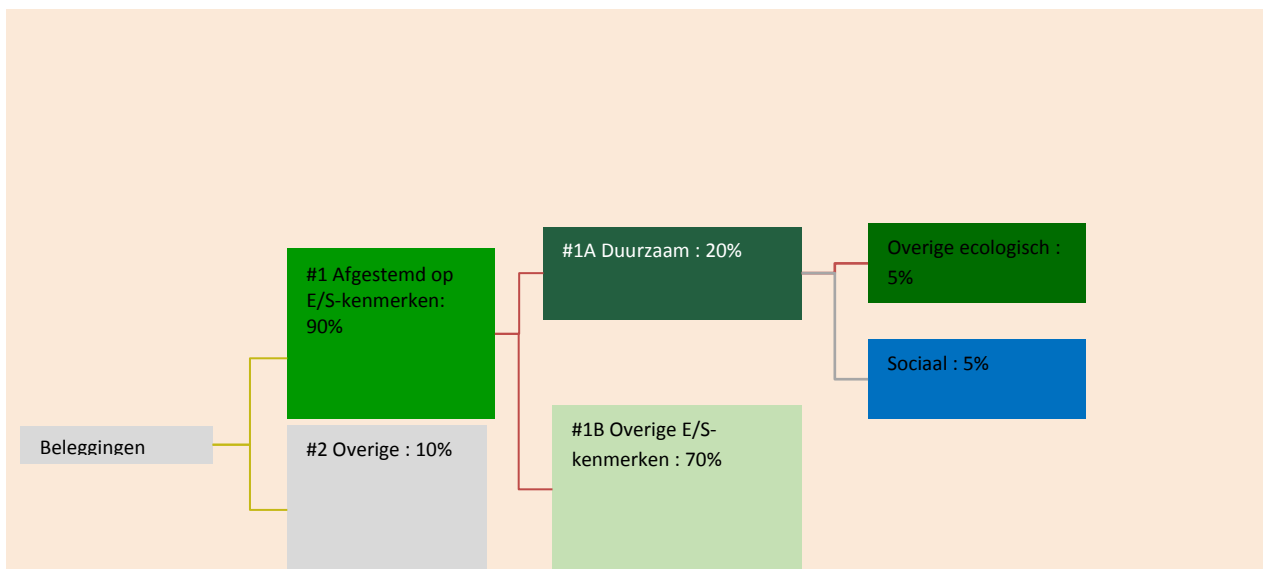 Beleggingen
#1 Afgestemd op
E/S-kenmerken:
90%
#2 Overige : 10%
#1A Duurzaam : 20%
#1B Overige E/S-
kenmerken : 70%
Overige ecologisch :
5%
Sociaal : 5%